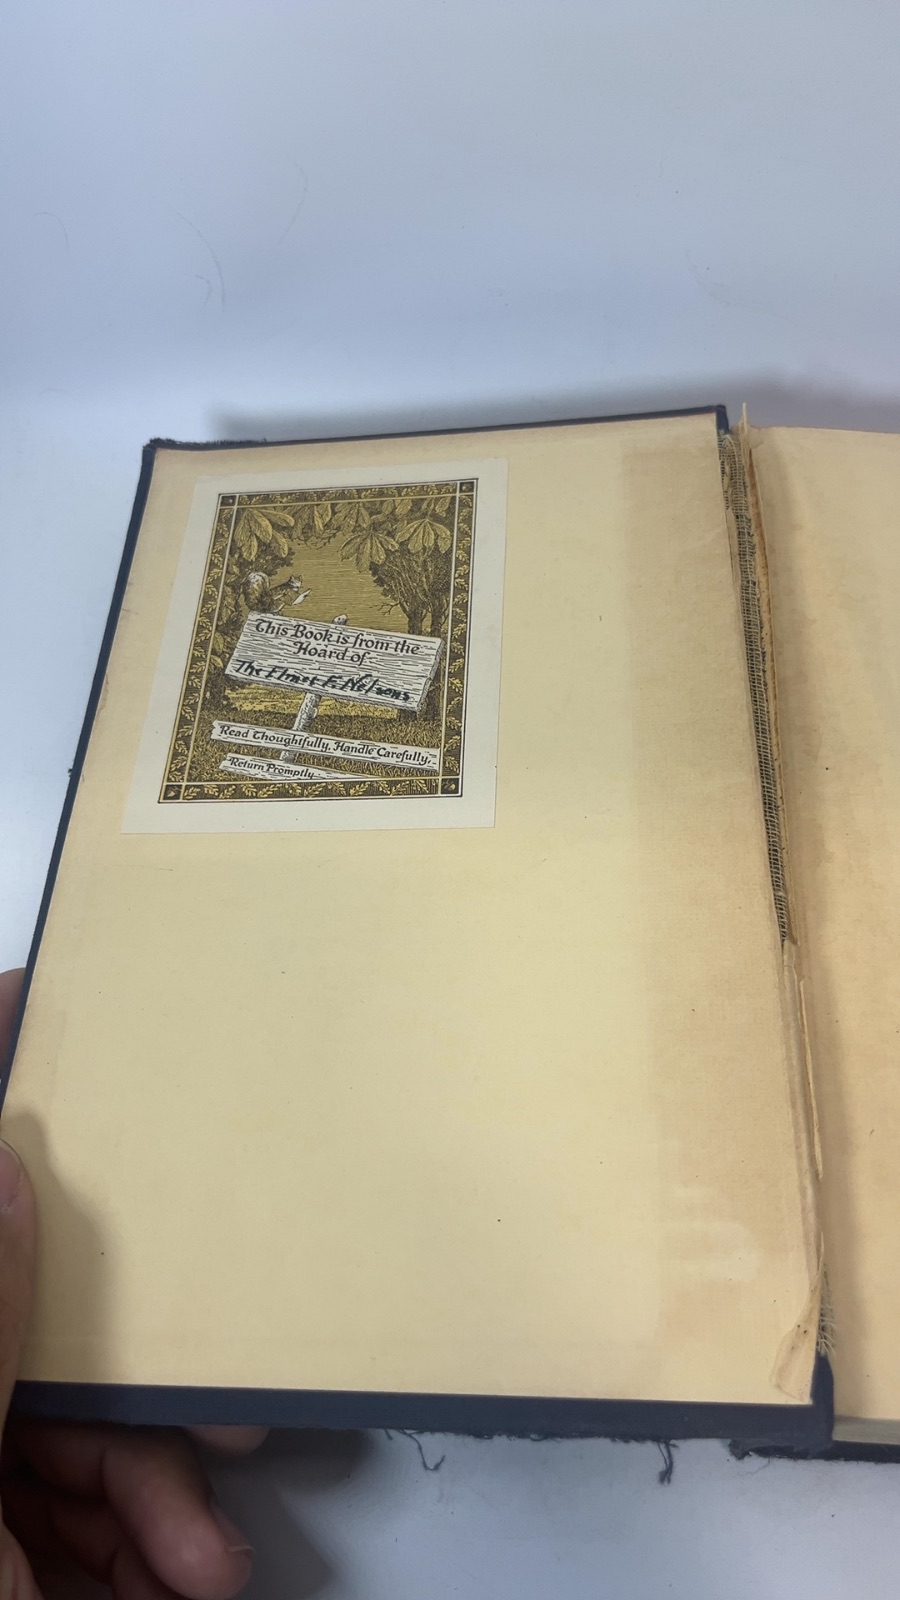 This Book is from the
Hoard of
The Elmer F. Nelsons
Read Thoughtfully, Handle Carefully,
Return Promptly